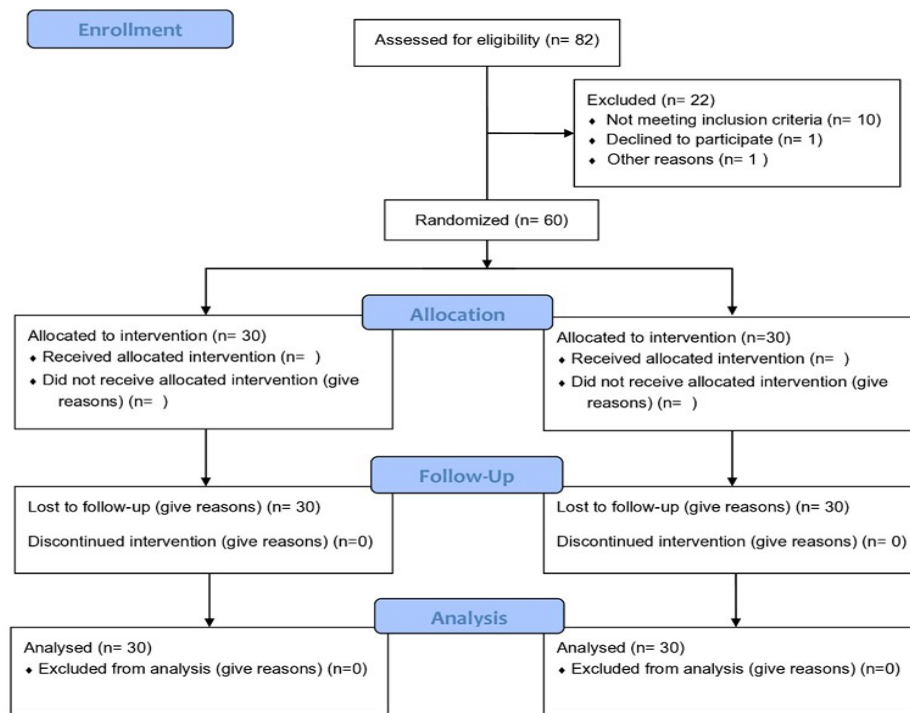 Enrollment
Assessed for eligibility (n= 82)
Excluded (n= 22)
♦ Not meeting inclusion criteria (n= 10)
♦ Declined to participate (n= 1)
♦ Other reasons (n= 1 )
Randomized (n= 60)
Allocation
Allocated to intervention (n= 30)
♦ Received allocated intervention (n=  )
♦ Did not receive allocated intervention (give
reasons) (n=  )
Allocated to intervention (n=30)
♦ Received allocated intervention (n=  )
♦ Did not receive allocated intervention (give
reasons) (n=  )
Follow-Up
Lost to follow-up (give reasons) (n= 30)
Discontinued intervention (give reasons) (n=0)
Lost to follow-up (give reasons) (n= 30)
Discontinued intervention (give reasons) (n= 0)
Analysis
Analysed (n= 30)
♦ Excluded from analysis (give reasons) (n=0)
Analysed (n= 30)
♦ Excluded from analysis (give reasons) (n=0)